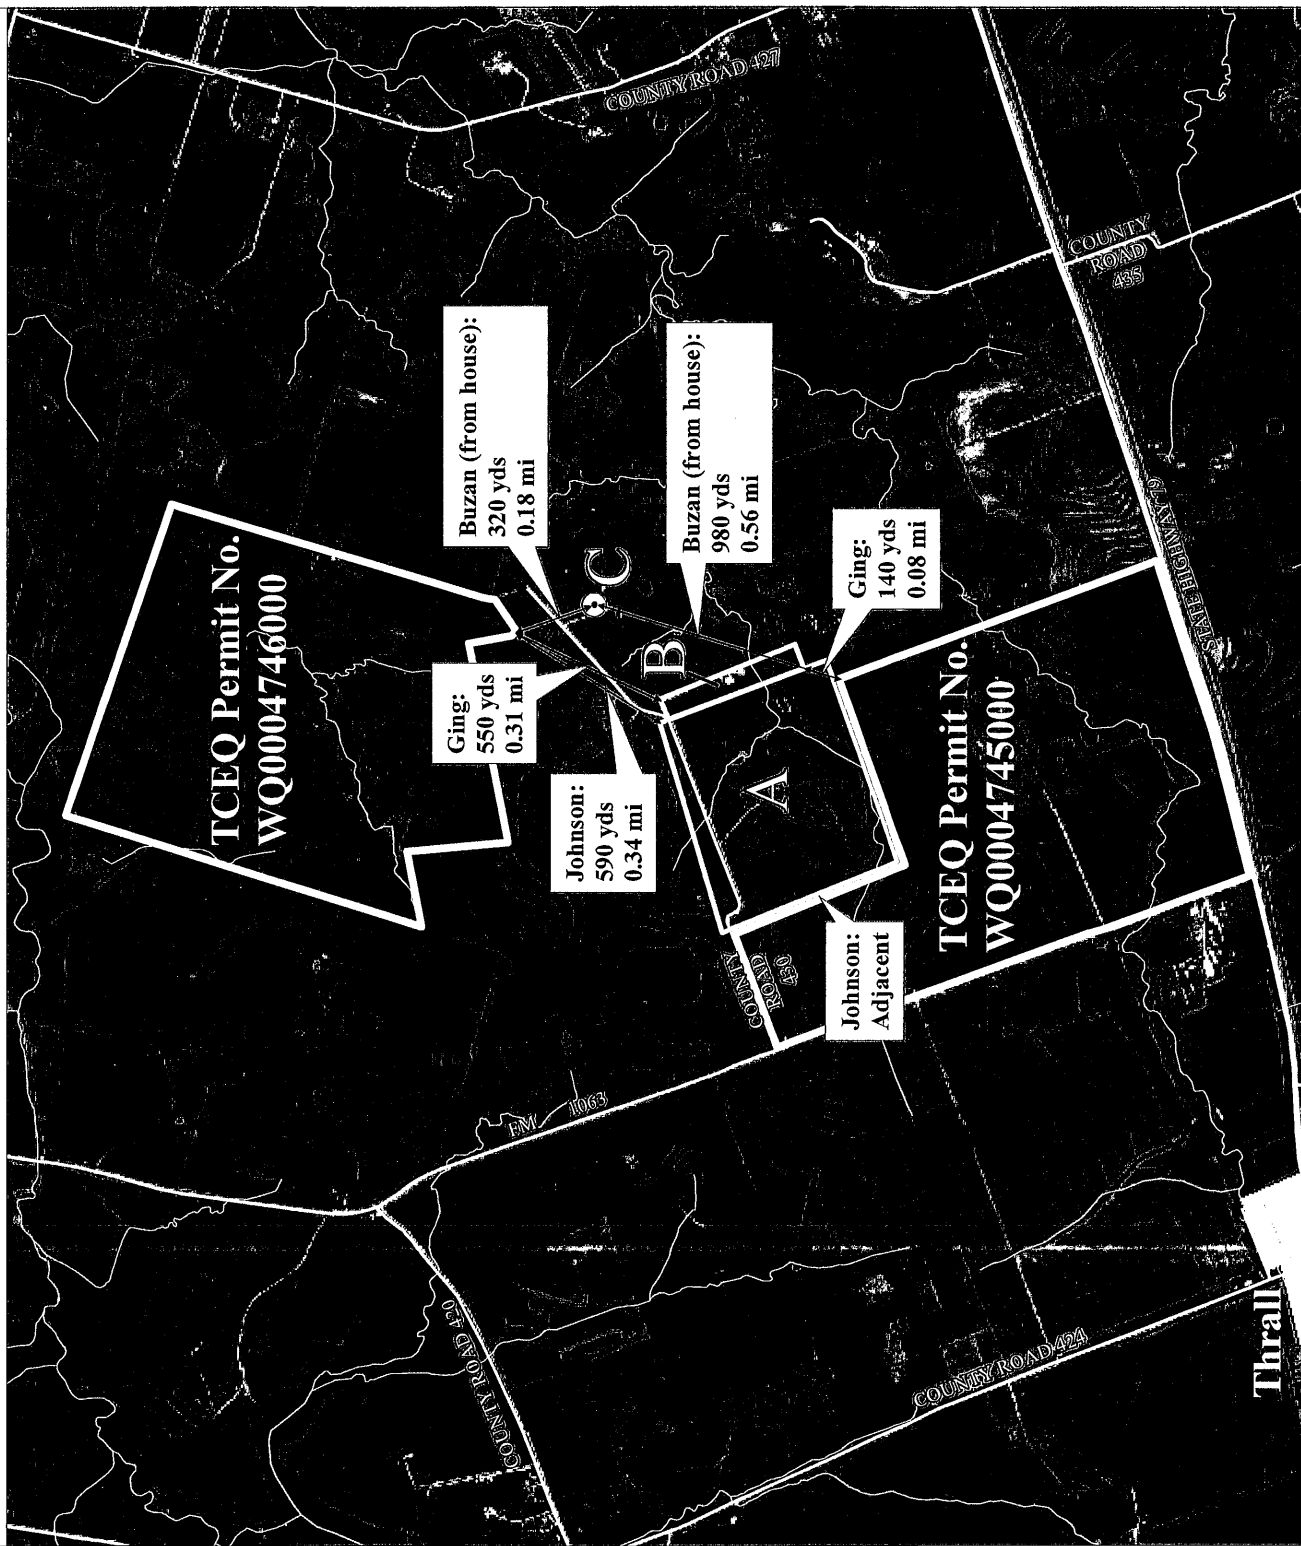 TCEQ Permit No.
WQ0004746000
COUNTY ROAD 427
Buzan (from house):
320 yds
0.18 mi
Ging:
550 yds
0.31 mi
Johnson:
590 yds
0.34 mi
C
B
A
Buzan (from house):
980 yds
0.56 mi
Ging:
140 yds
0.08 mi
COUNTY
ROAD
435
COUNTY
ROAD
430
Johnson:
Adjacent
TCEQ Permit No.
WQ0004745000
STATE HIGHWAY 79
FM 1063
COUNTY ROAD 420
COUNTY ROAD 424
Thrall